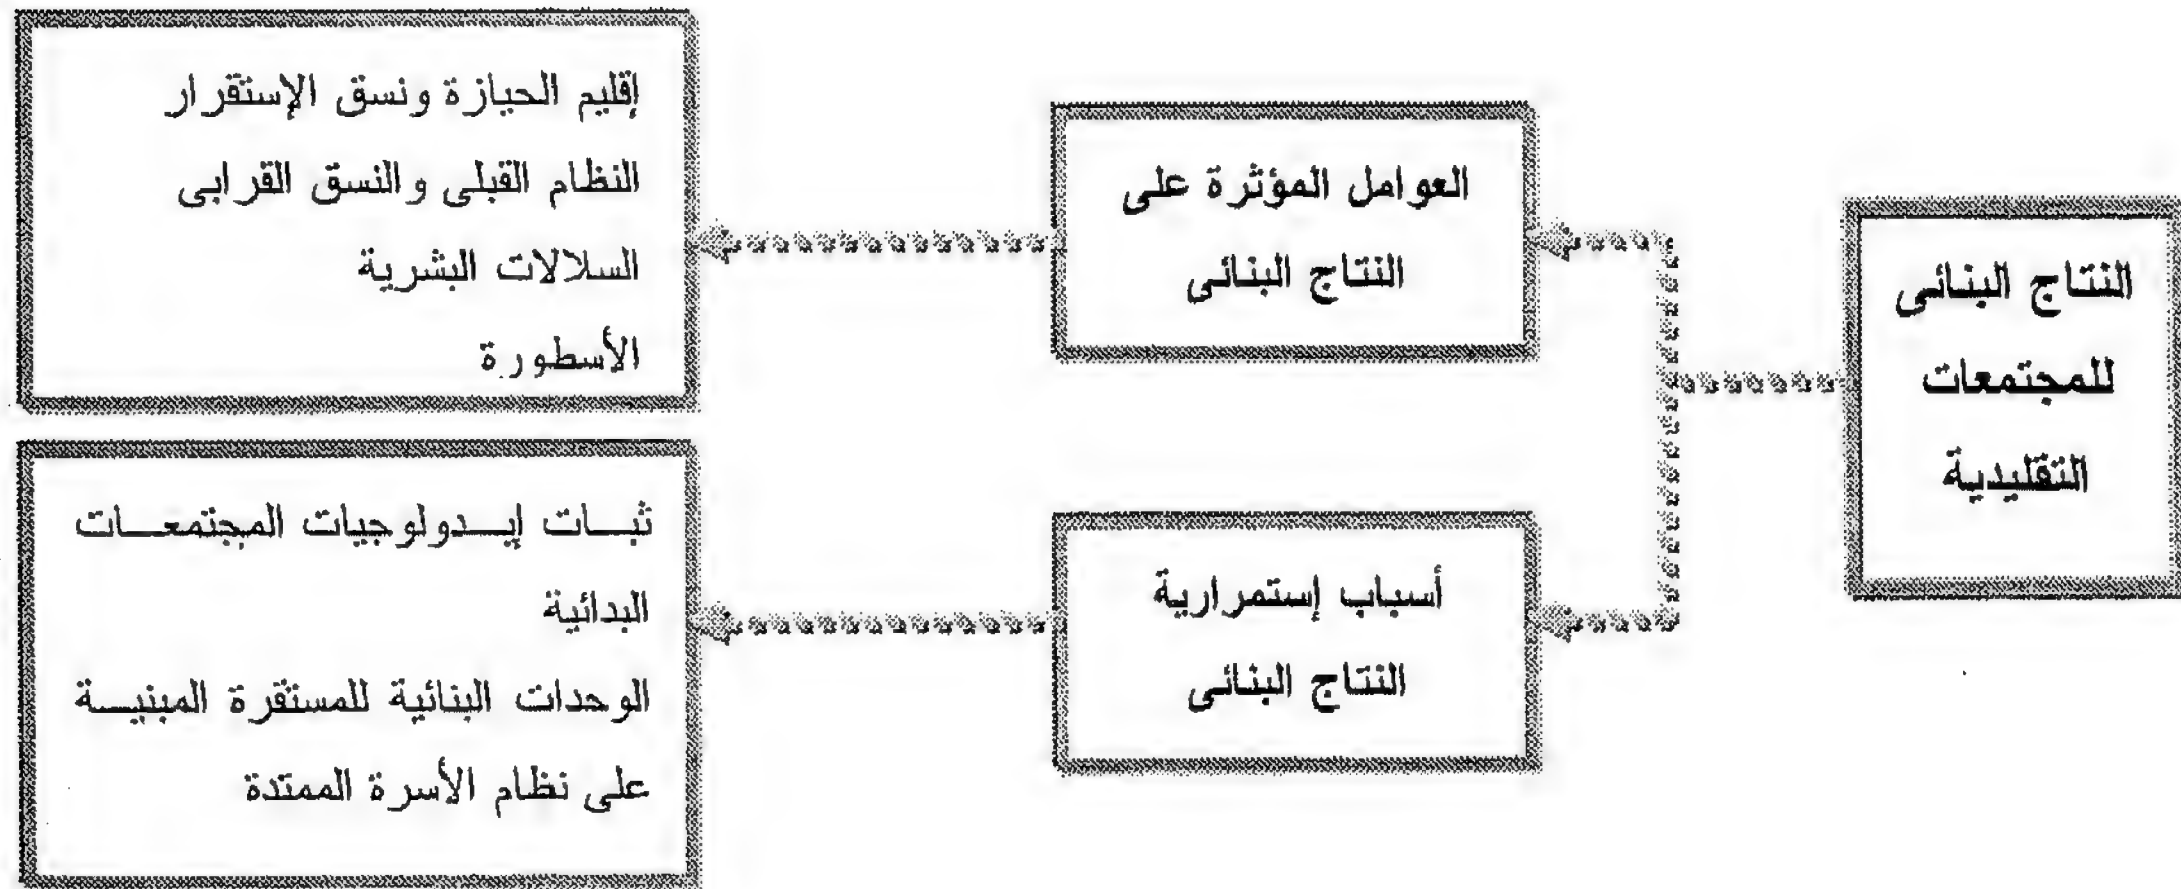 النتاج البنائى
للمجتمعات
التقليدية
العوامل المؤثرة على
النتاج البنائى
إقليم الحيازة ونسق الإستقرار
النظام القبلى والنسق القرابى
السلالات البشرية
الأسطورة
أسباب إستمرارية
النتاج البنائى
ثبات إيدولوجيات المجتمعات
البدائية
الوحدات البنائية للمستقرة المبنية
على نظام الأسرة الممتدة